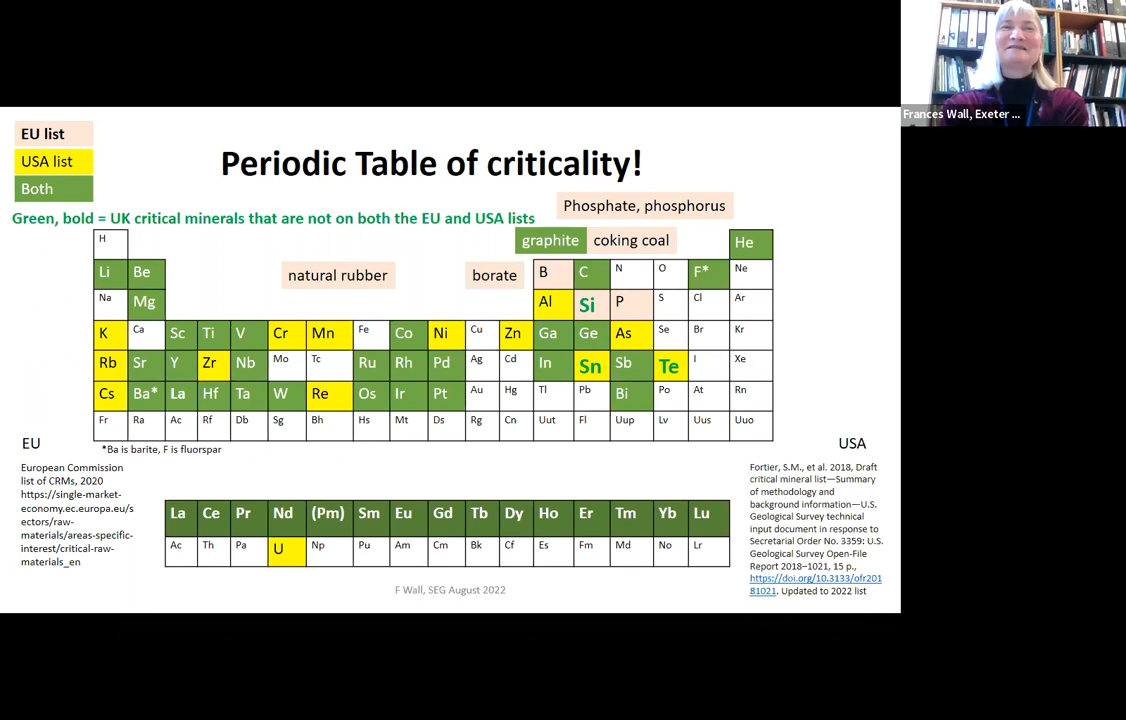 Frances Wall, Exeter ...
EU list
USA list
Both
Periodic Table of criticality!
Green, bold = UK critical minerals that are not on both the EU and USA lists
Phosphate, phosphorus
graphite coking coal
natural rubber borate
H He
Li Be B C N O F* Ne
Na Mg Al Si P S Cl Ar
K Ca Sc Ti V Cr Mn Fe Co Ni Cu Zn Ga Ge As Se Br Kr
Rb Sr Y Zr Nb Mo Tc Ru Rh Pd Ag Cd In Sn Sb Te I Xe
Cs Ba* La Hf Ta W Re Os Ir Pt Au Hg Tl Pb Bi Po At Rn
Fr Ra Ac Rf Db Sg Bh Hs Mt Ds Rg Cn Uut Fl Uup Lv Uus Uuo
*Ba is barite, F is fluorspar
La Ce Pr Nd (Pm) Sm Eu Gd Tb Dy Ho Er Tm Yb Lu
Ac Th Pa U Np Pu Am Cm Bk Cf Es Fm Md No Lr
EU
European Commission
list of CRMs, 2020
https://single-market-
economy.ec.europa.eu/s
ectors/raw-
materials/areas-specific-
interest/critical-raw-
materials_en
USA
Fortier, S.M., et al. 2018, Draft
critical mineral list—Summary
of methodology and
background information—U.S.
Geological Survey technical
input document in response to
Secretarial Order No. 3359: U.S.
Geological Survey Open-File
Report 2018–1021, 15 p.,
https://doi.org/10.3133/ofr201
81021. Updated to 2022 list
F Wall, SEG August 2022